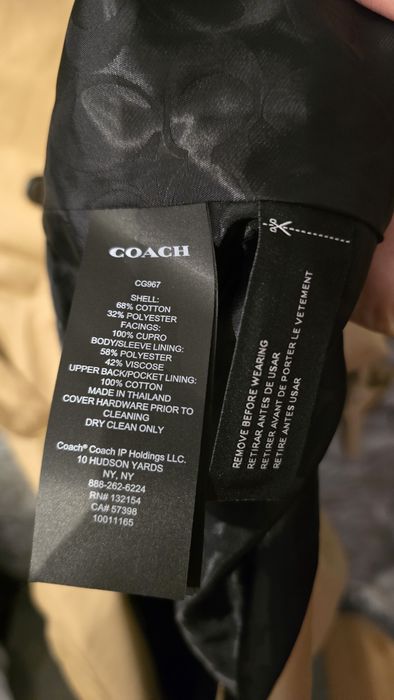 COACH
CG967
SHELL:
68% COTTON
32% POLYESTER
FACINGS:
100% CUPRO
BODY/SLEEVE LINING:
58% POLYESTER
42% VISCOSE
UPPER BACK/POCKET LINING:
100% COTTON
MADE IN THAILAND
COVER HARDWARE PRIOR TO
CLEANING
DRY CLEAN ONLY
Coach® Coach IP Holdings LLC.
10 HUDSON YARDS
NY, NY
888-262-6224
RN# 132154
CA# 57398
10011165
REMOVE BEFORE WEARING
RETIRAR ANTES DE USAR
RETIRER AVANT DE PORTER LE VETEMENT
RETIRE ANTES USAR